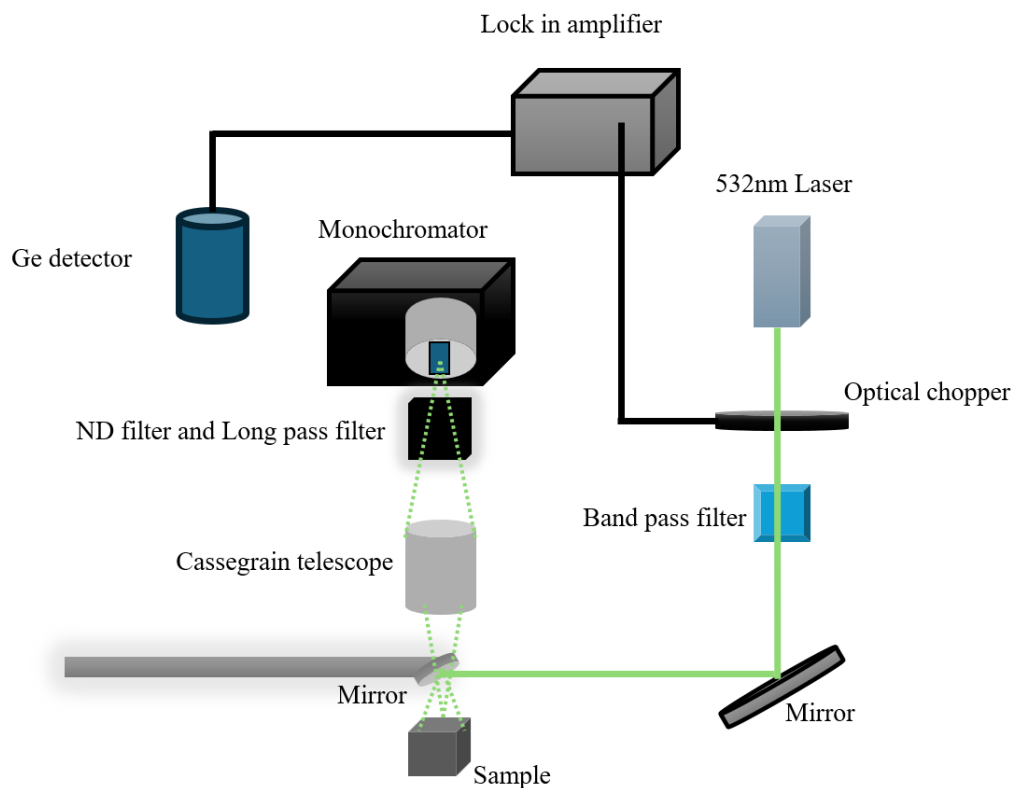 Lock in amplifier
532nm Laser
Monochromator
Ge detector
Optical chopper
ND filter and Long pass filter
Band pass filter
Cassegrain telescope
Mirror
Mirror
Sample